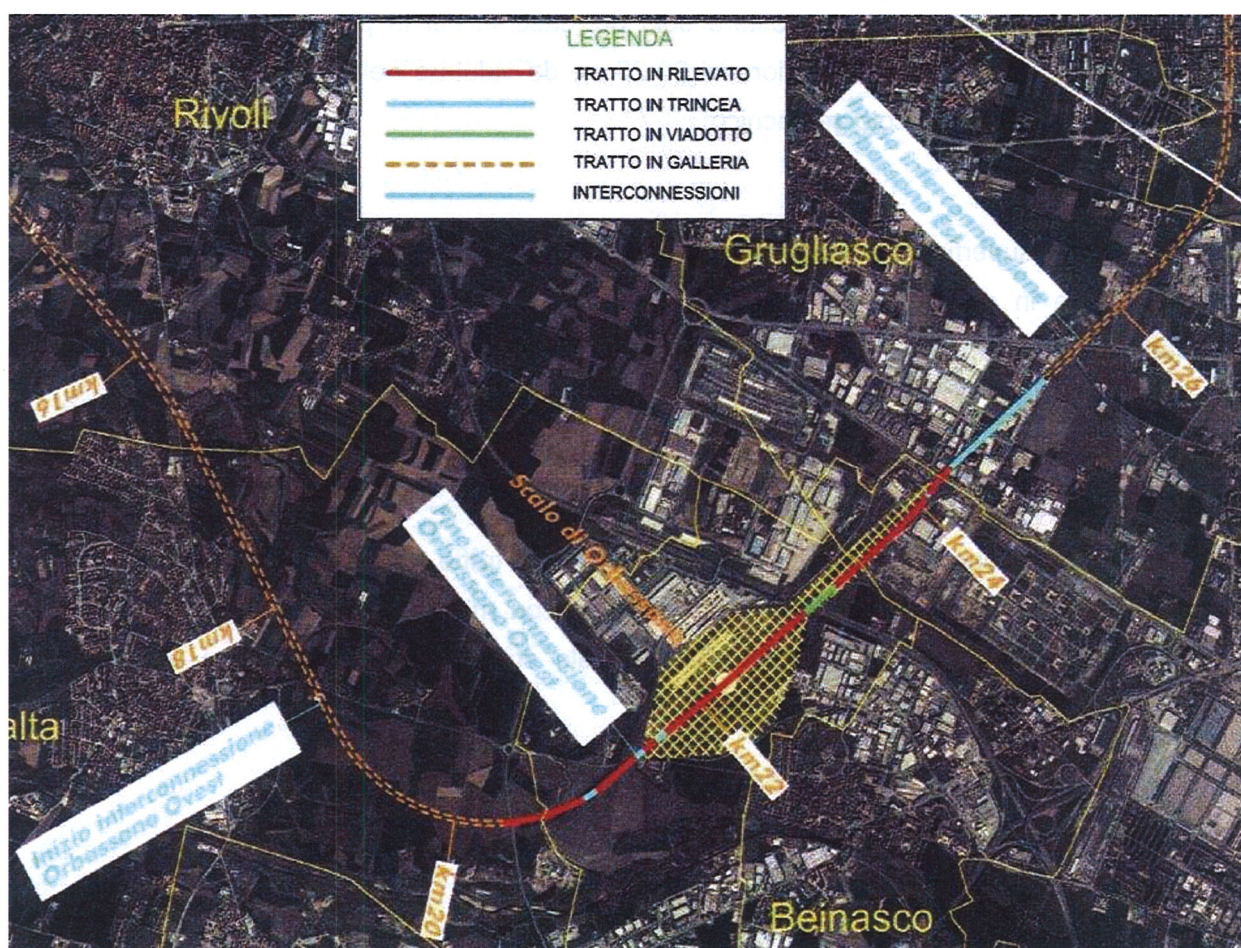 LEGENDA
TRATTO IN RILEVATO
TRATTO IN TRINCEA
TRATTO IN VIADOTTO
TRATTO IN GALLERIA
INTERCONNESSIONI
Rivoli
Inizio interconnessione
Orbassano Est
Grugliasco
km26
km16
Scalo di Orbassano
Fine interconnessione
Orbassano Ovest
km24
km18
alta
km22
Inizio interconnessione
Orbassano Ovest
km20
Beinasco